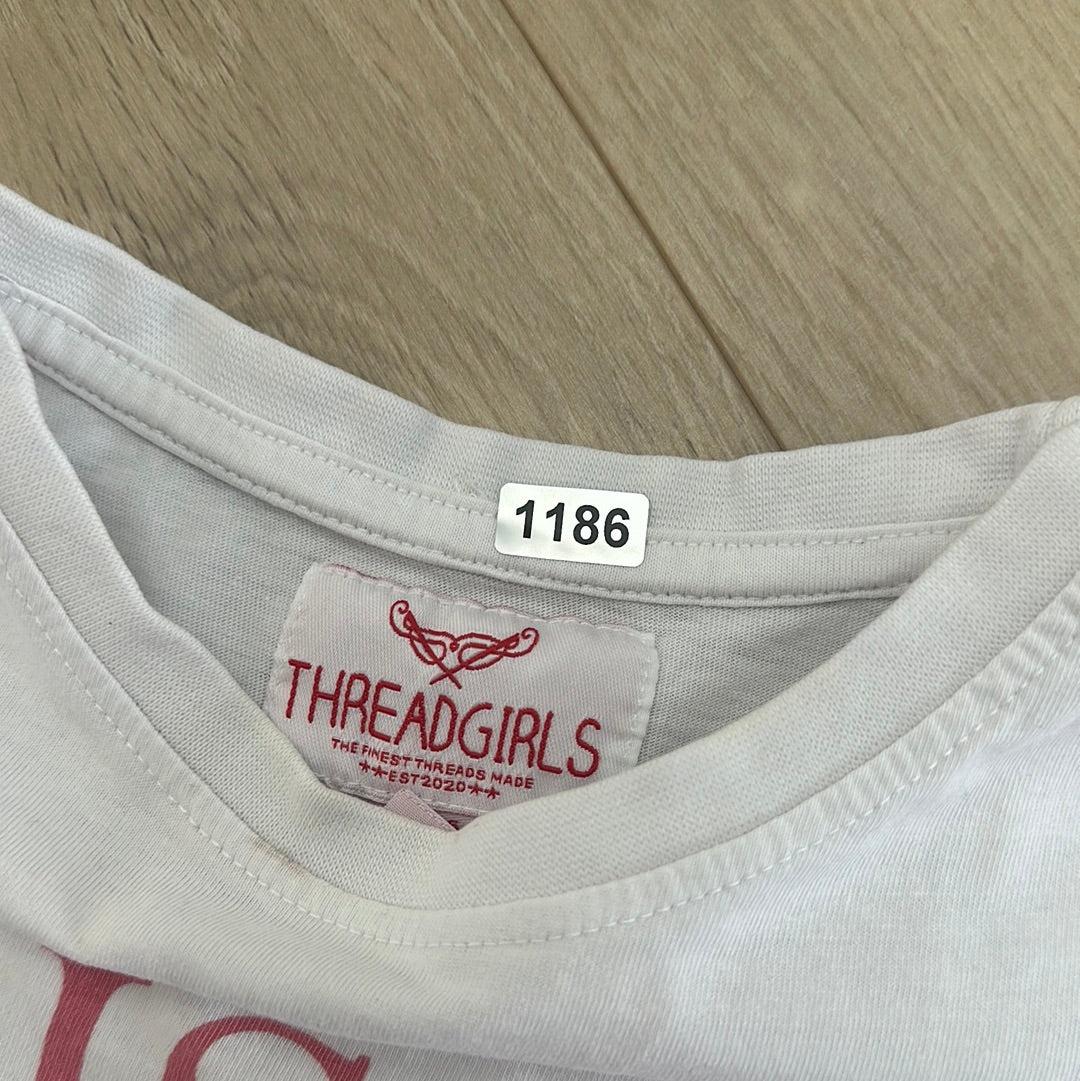 1186
THREADGIRLS
THE FINEST THREADS MADE
**EST2020**